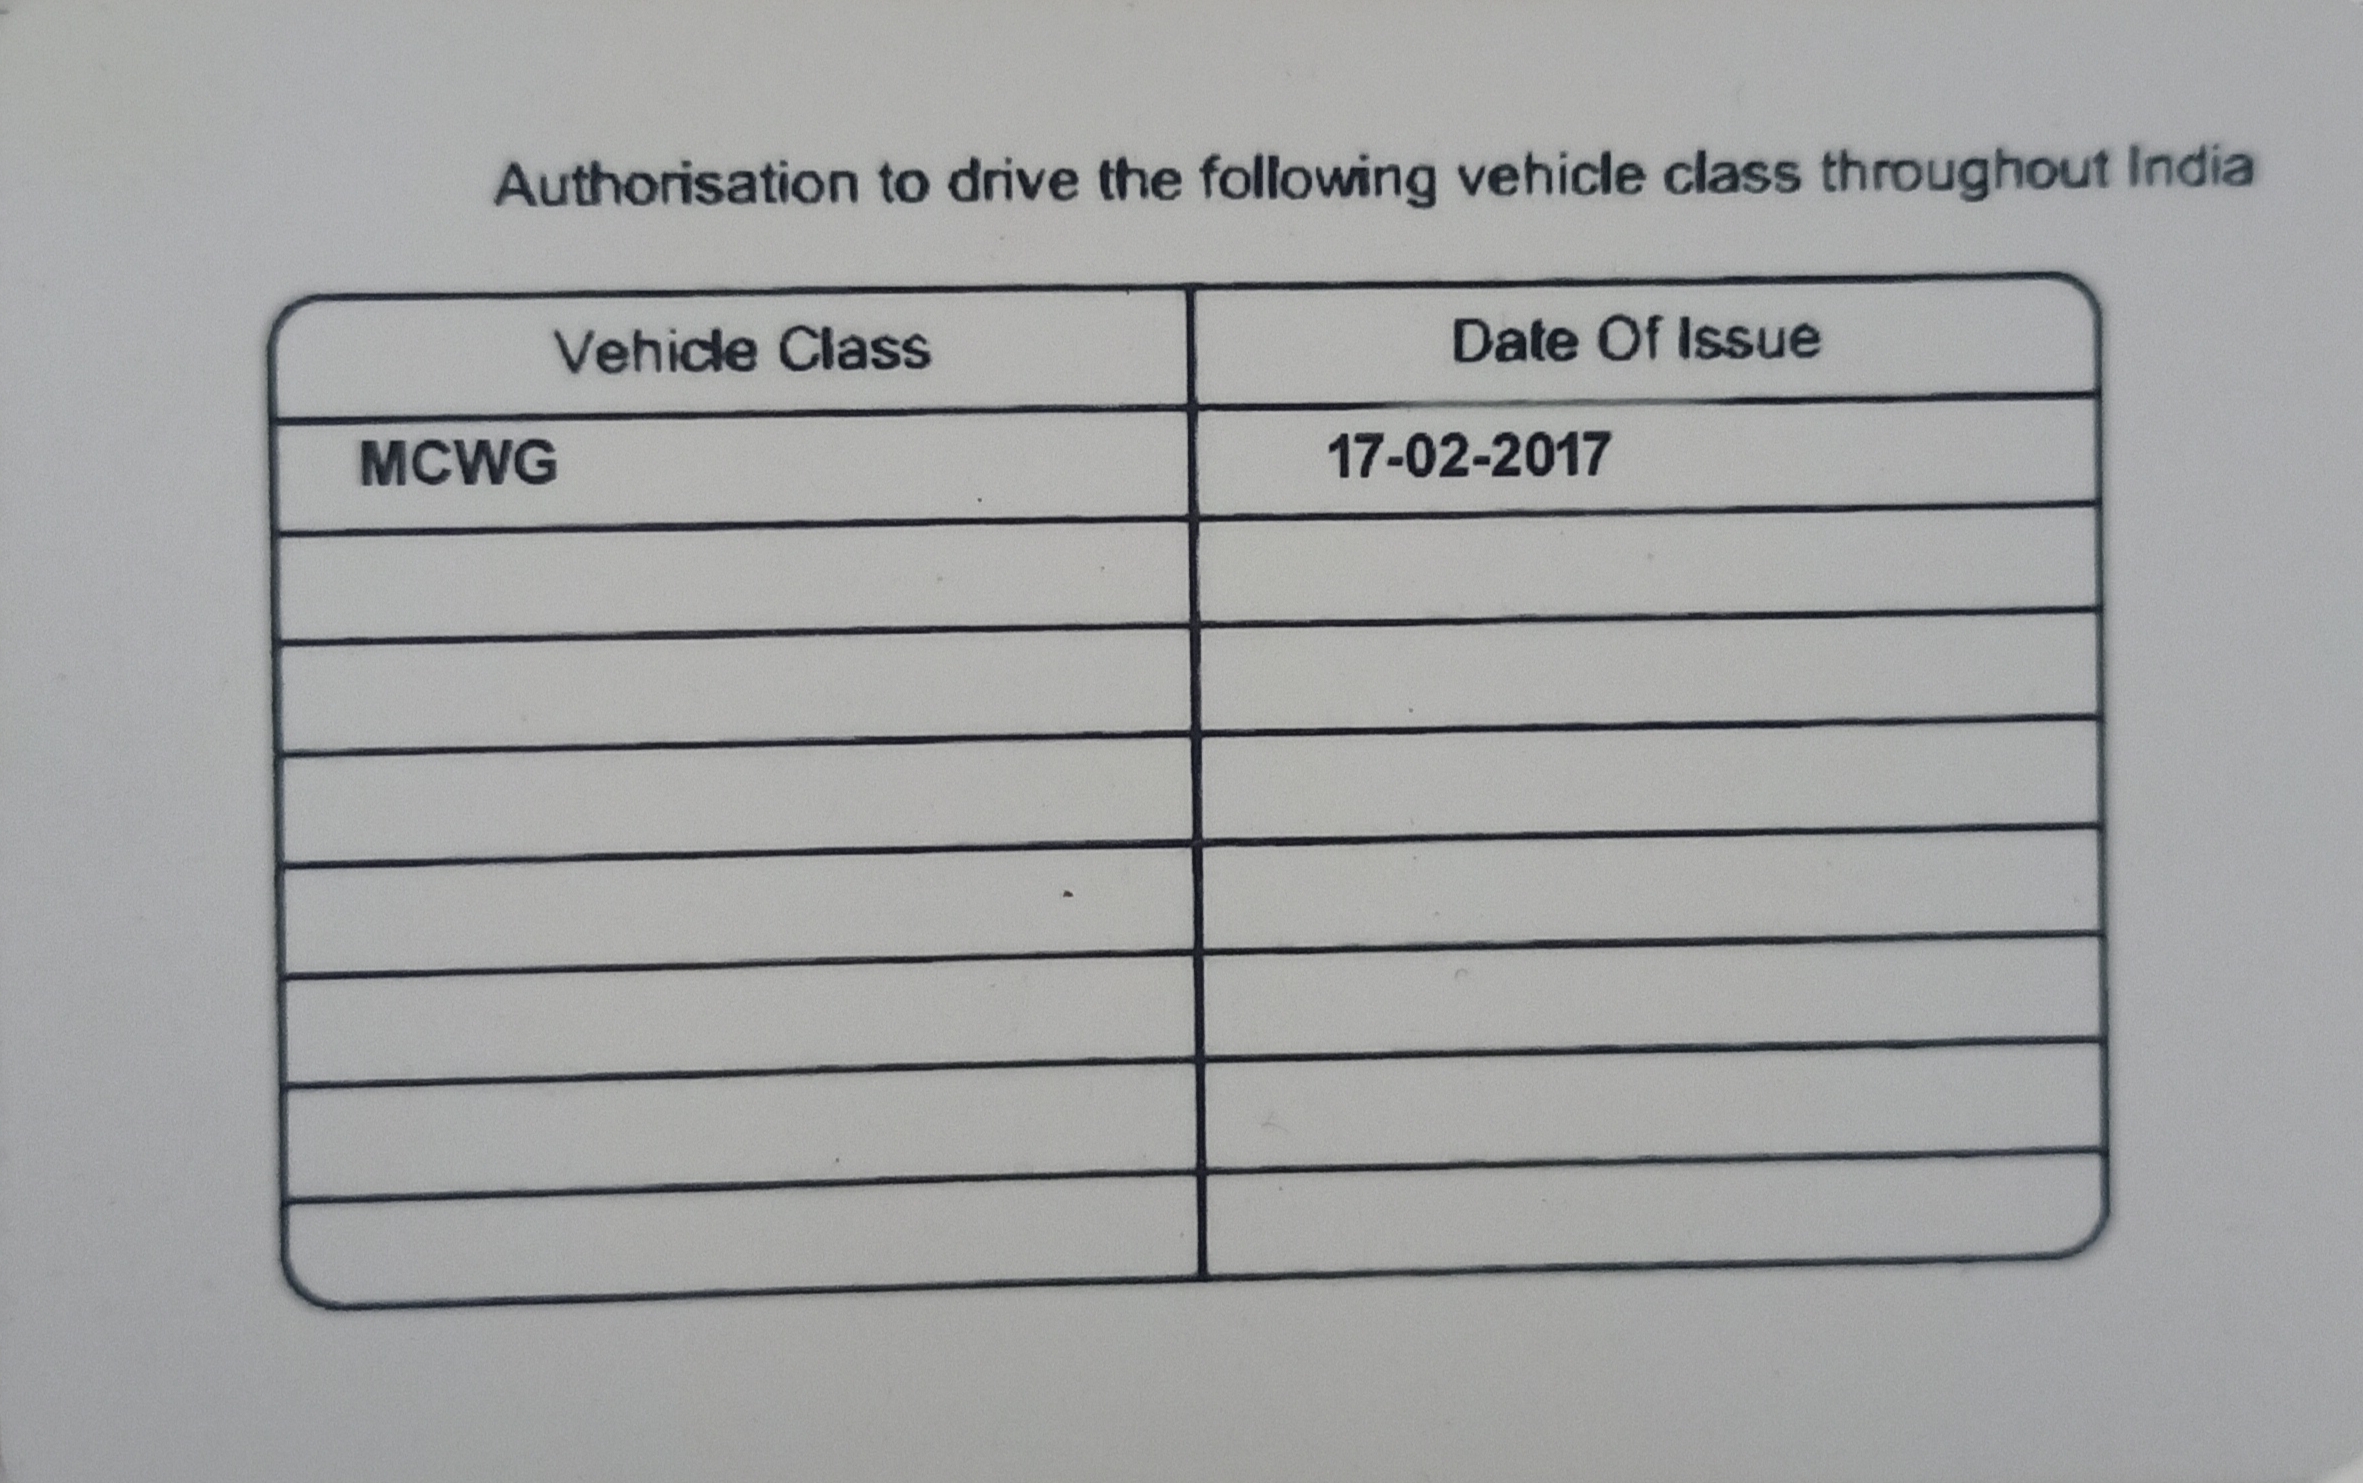 Authorisation to drive the following vehicle class throughout India
Vehicle Class Date Of Issue
MCWG 17-02-2017